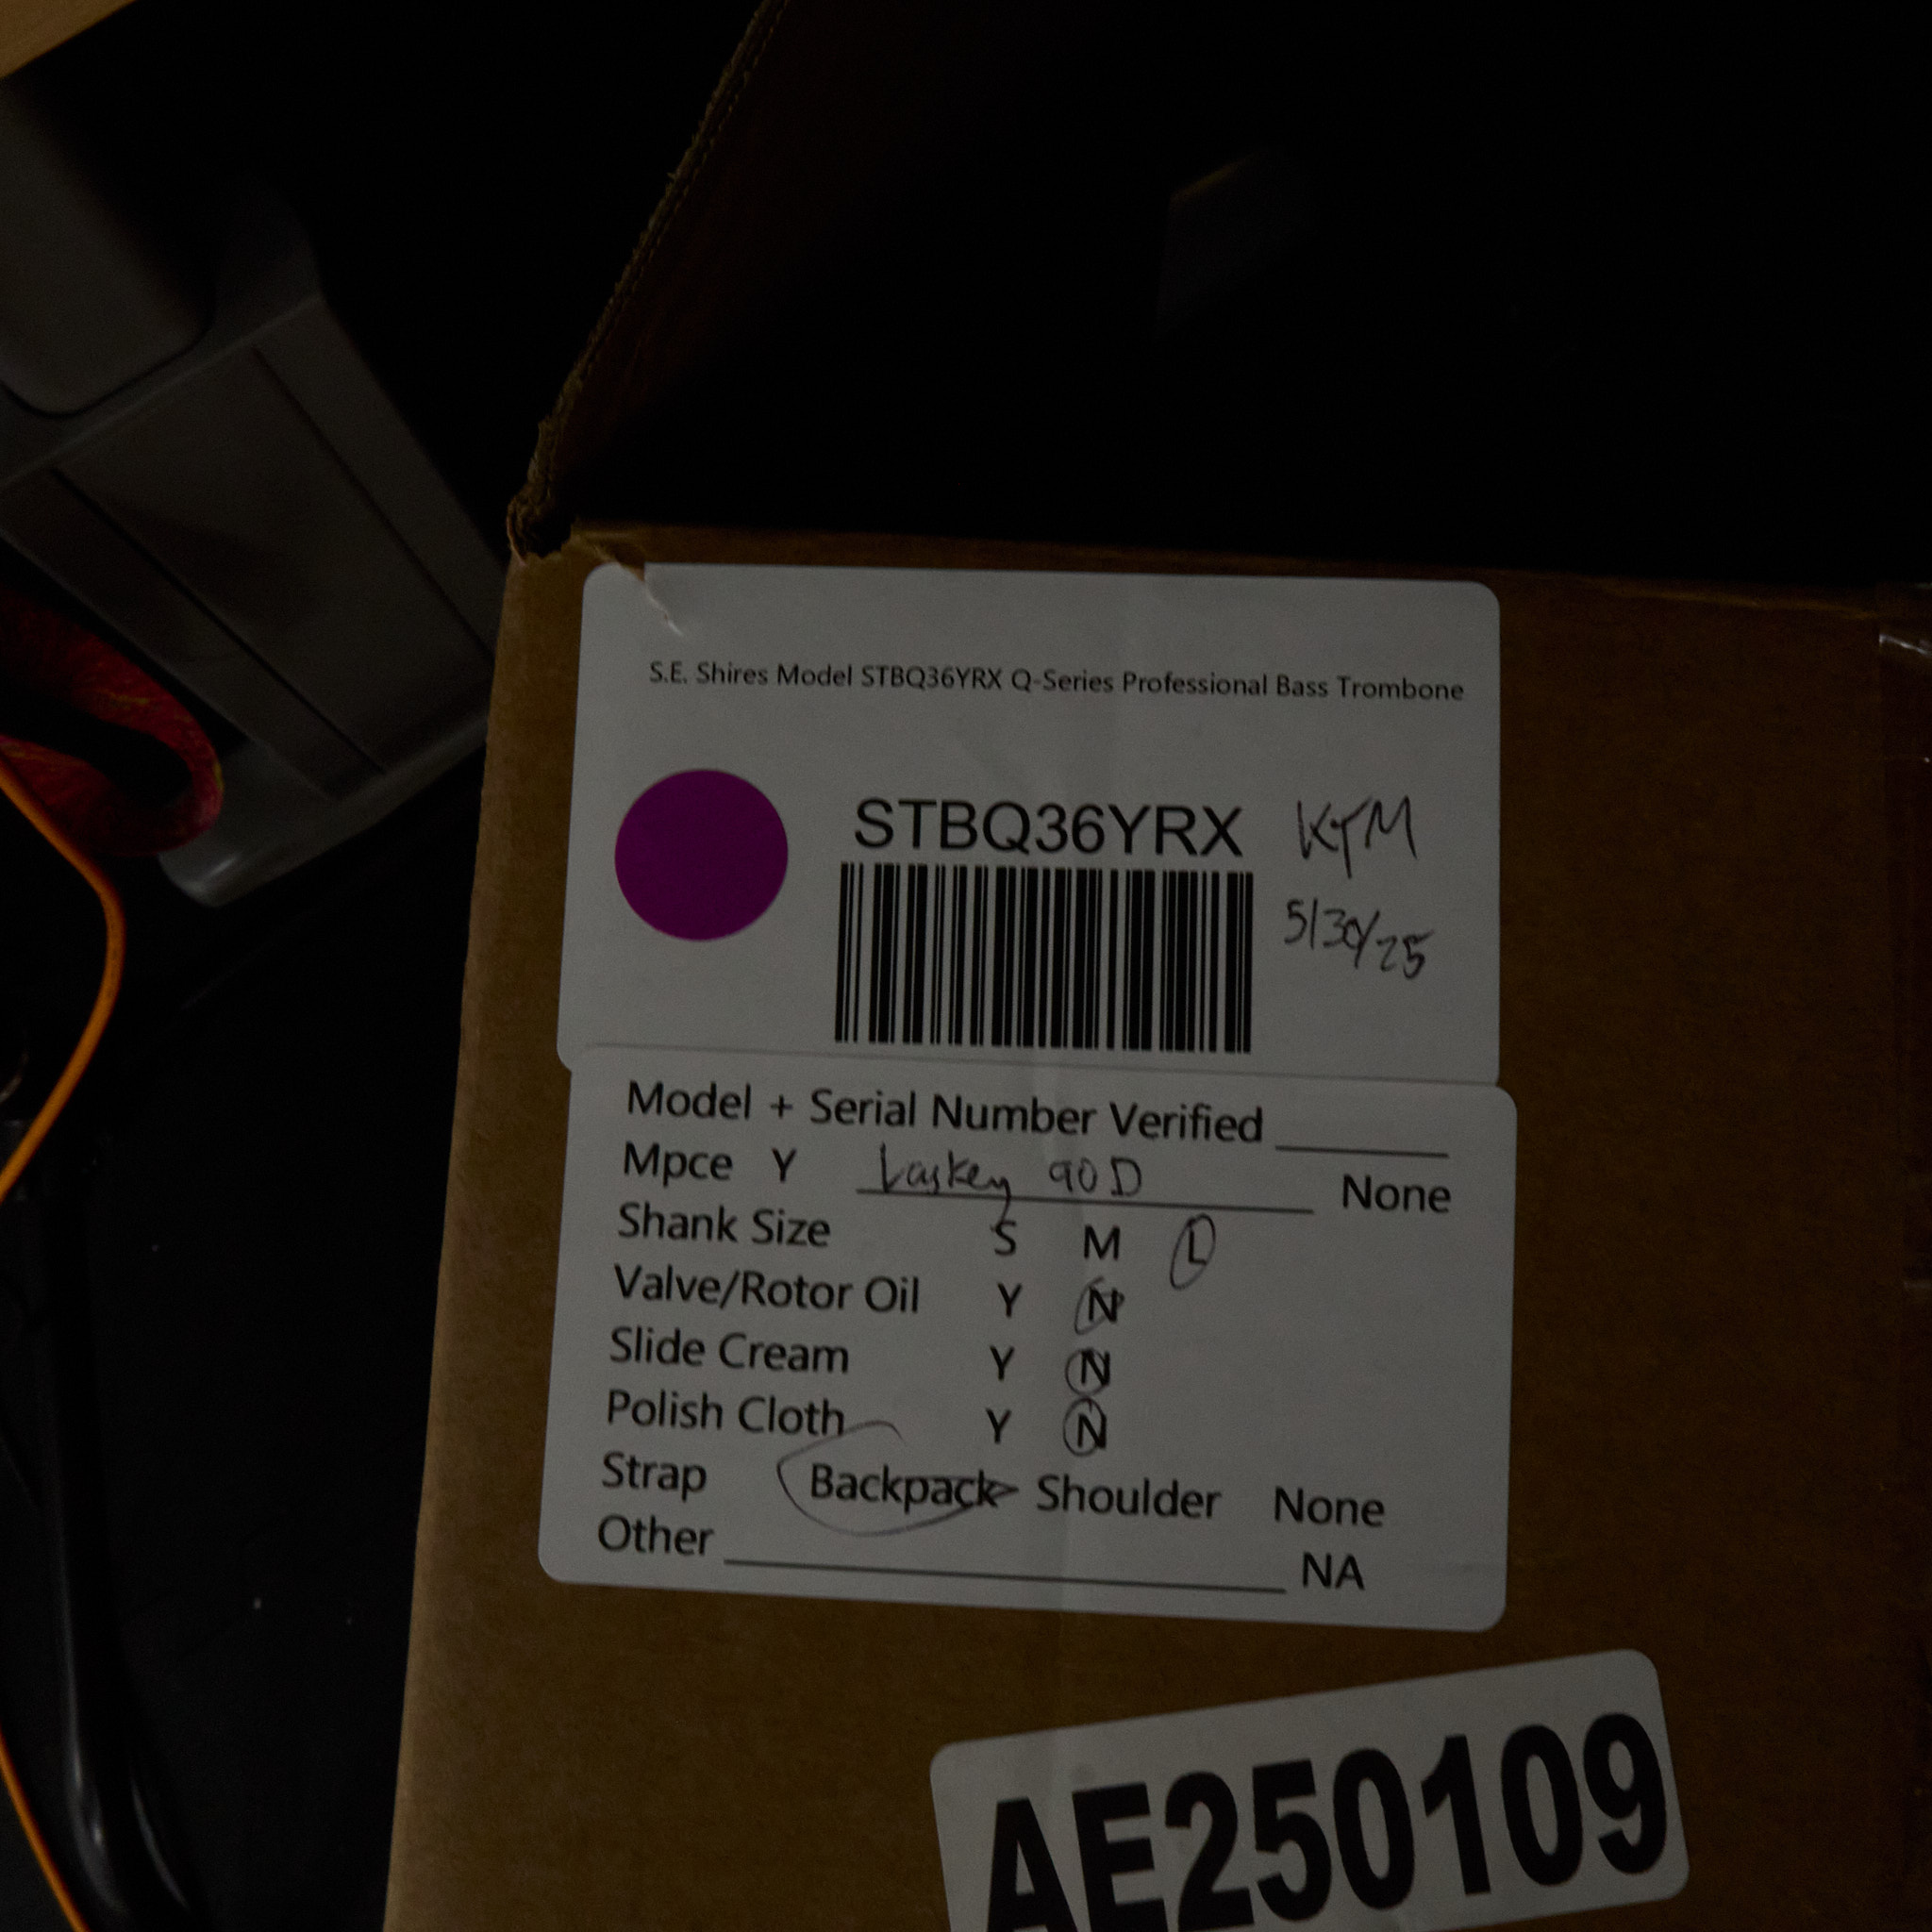 S.E. Shires Model STBQ36YRX Q-Series Professional Bass Trombone
STBQ36YRX
KTM
5/30/25
Model + Serial Number Verified
Mpce Y Laskey 90D None
Shank Size S M L
Valve/Rotor Oil Y N
Slide Cream Y N
Polish Cloth Y N
Strap Backpack Shoulder None
Other NA
AE250109